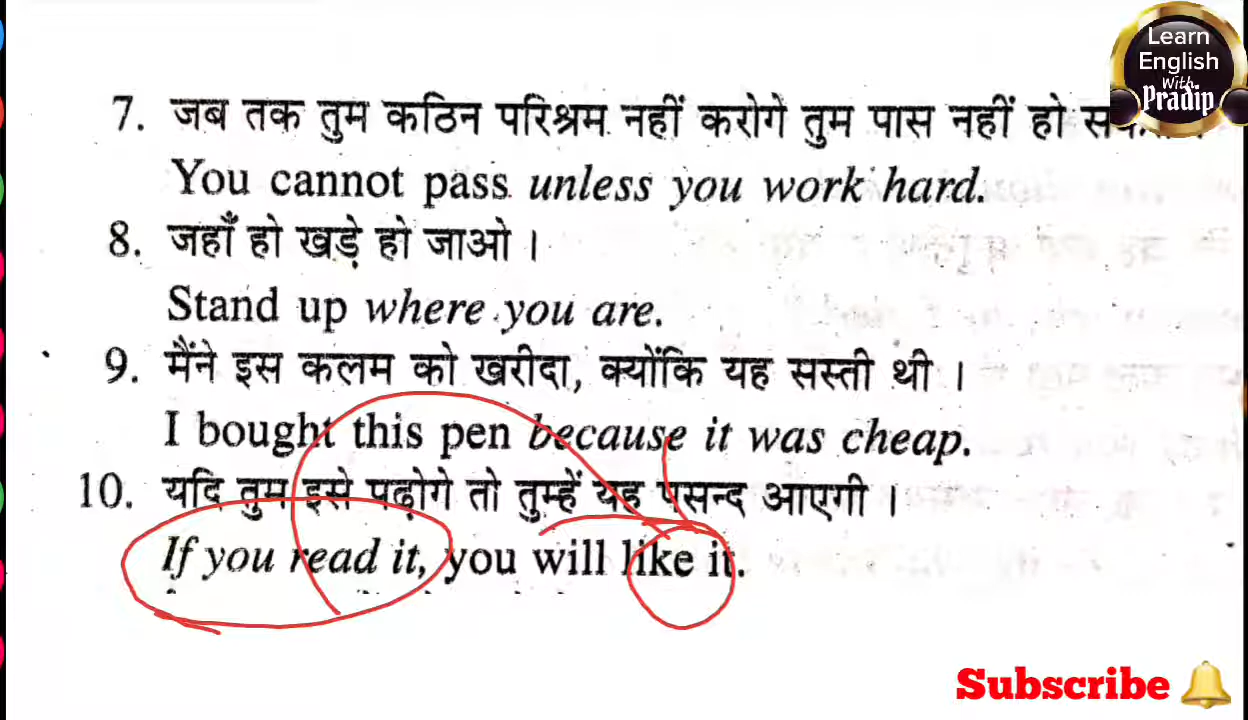 Learn
English
With
Pradip
7. जब तक तुम कठिन परिश्रम नहीं करोगे तुम पास नहीं हो
You cannot pass unless you work hard.
8. जहाँ हो खड़े हो जाओ ।
Stand up where you are.
9. मैंने इस कलम को खरीदा, क्योंकि यह सस्ती थी ।
I bought this pen because it was cheap.
10. यदि तुम इसे पढ़ोगे तो तुम्हें यह पसन्द आएगी ।
If you read it, you will like it.
Subscribe